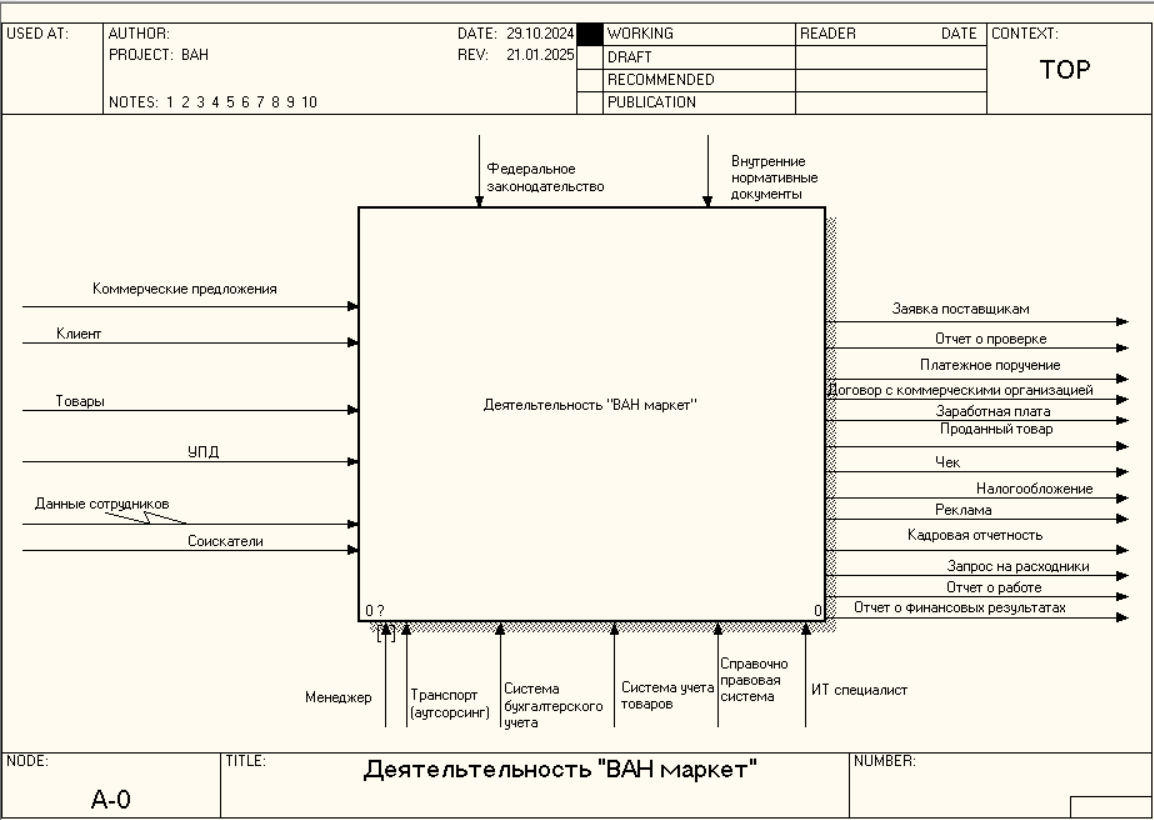 USED AT:
AUTHOR:
DATE: 29.10.2024
WORKING
READER
DATE
CONTEXT:
PROJECT: ВАН
REV: 21.01.2025
DRAFT
TOP
RECOMMENDED
NOTES: 1 2 3 4 5 6 7 8 9 10
PUBLICATION
Федеральное
законодательство
Внутренние
нормативные
документы
Коммерческие предложения
Клиент
Товары
УПД
Данные сотрудников
Соискатели
Деятельтельность "ВАН маркет"
0 ?
0
Заявка поставщикам
Отчет о проверке
Платежное поручение
Договор с коммерческими организацией
Заработная плата
Проданный товар
Чек
Налогообложение
Реклама
Кадровая отчетность
Запрос на расходники
Отчет о работе
Отчет о финансовых результатах
[ ]
Менеджер
Транспорт
(аутсорсинг)
Система
бухгалтерского
учета
Система учета
товаров
Справочно
правовая
система
ИТ специалист
NODE:
TITLE:
NUMBER:
A-0
Деятельтельность "ВАН маркет"